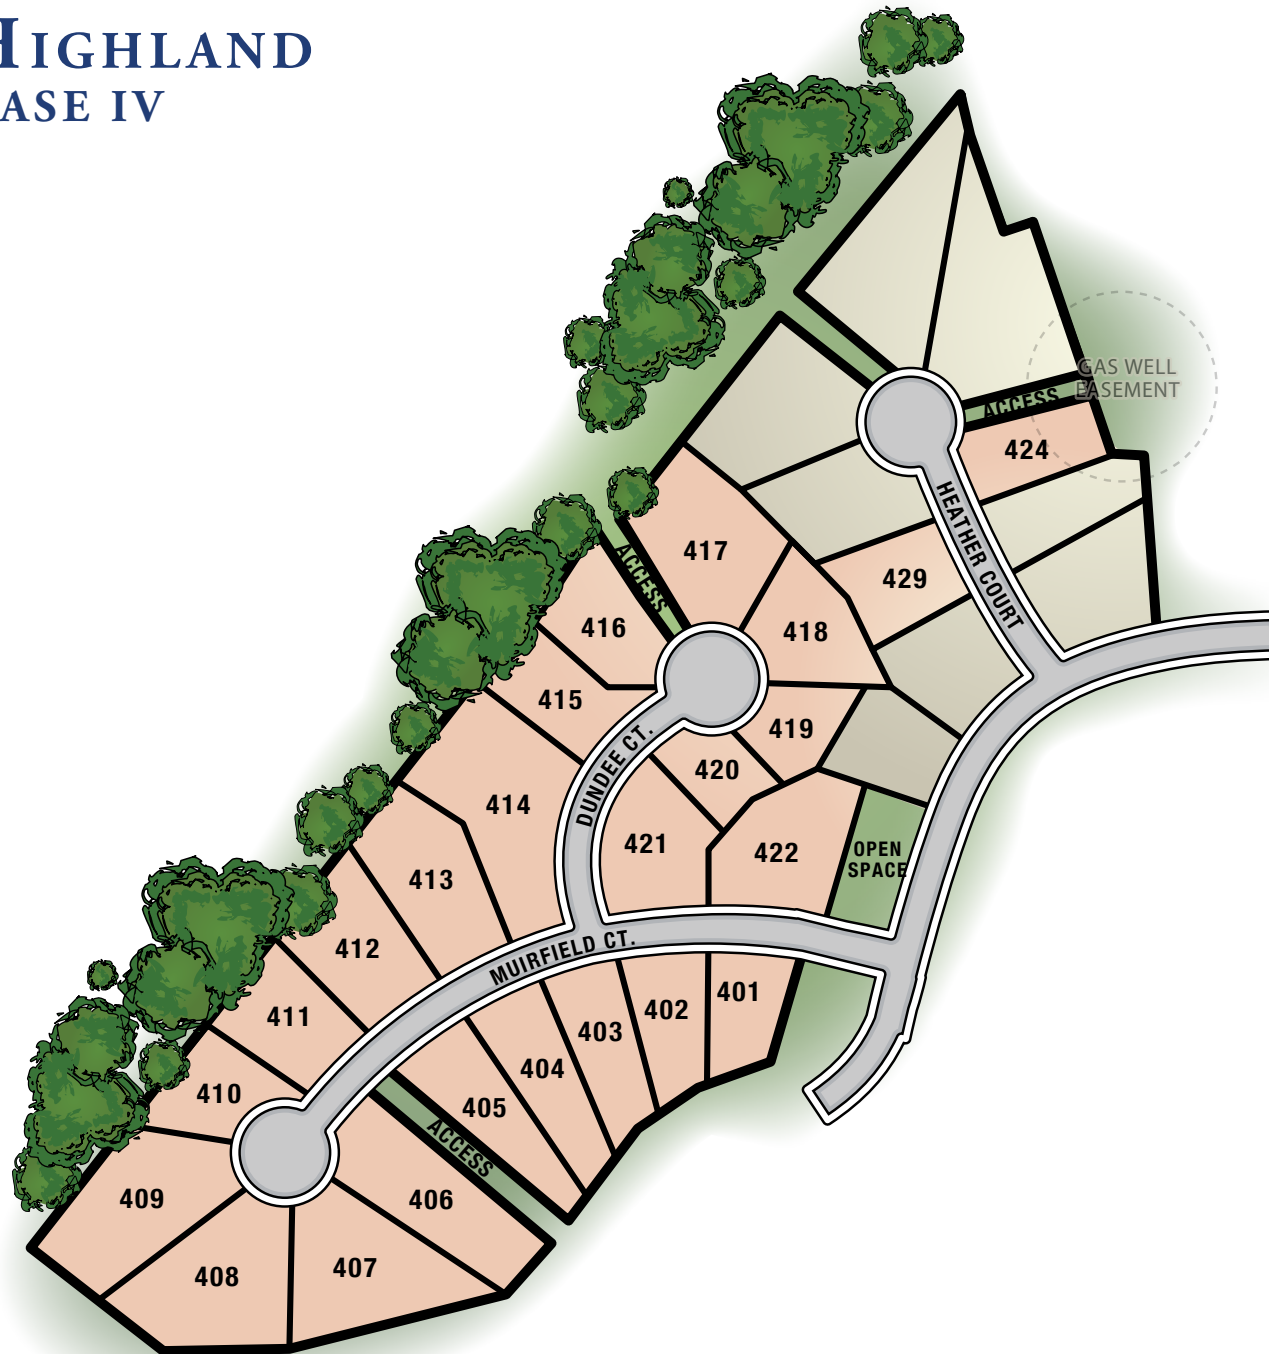 HIGHLAND
ASE IV
GAS WELL
EASEMENT
ACCESS
424
HEATHER COURT
417
ACCESS
429
416
418
415
419
DUNDEE CT.
420
414
421
422
OPEN
SPACE
413
412
MUIRFIELD CT.
411
401
402
403
404
410
405
ACCESS
409
406
408
407